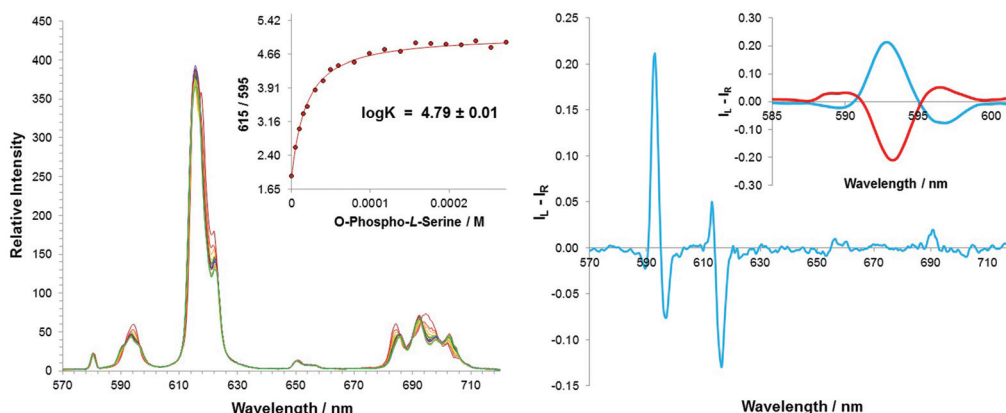 450
400
350
300
250
200
150
100
50
0
Relative Intensity
570 590 610 630 650 670 690 710
Wavelength / nm
5.42
4.66
3.91
3.16
2.40
1.65
615 / 595
logK = 4.79 ± 0.01
0 0.0001 0.0002
O-Phospho-L-Serine / M
0.25
0.20
0.15
0.10
0.05
0.00
-0.05
-0.10
-0.15
IL - IR
570 590 610 630 650 670 690 710
Wavelength / nm
0.30
0.20
0.10
0.00
-0.10
-0.20
-0.30
IL - IR
585 590 595 600
Wavelength / nm